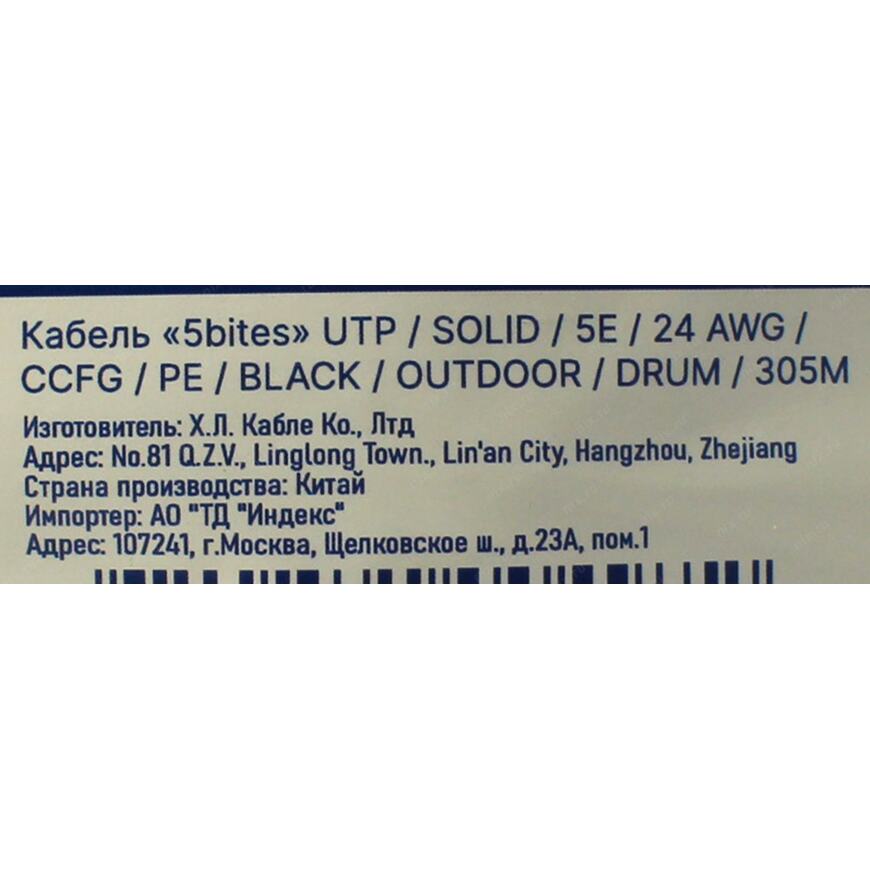 Кабель «5bites» UTP / SOLID / 5E / 24 AWG /
CCFG / PE / BLACK / OUTDOOR / DRUM / 305M
Изготовитель: Х.Л. Кабле Ко., Лтд
Адрес: No.81 Q.Z.V., Linglong Town., Lin'an City, Hangzhou, Zhejiang
Страна производства: Китай
Импортер: АО "ТД "Индекс"
Адрес: 107241, г.Москва, Щелковское ш., д.23А, пом.1